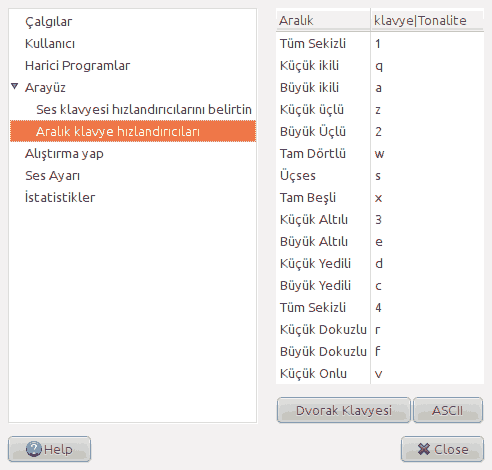 Çalgılar
Kullanıcı
Harici Programlar
Arayüz
Ses klavyesi hızlandırıcılarını belirtin
Aralık klavye hızlandırıcıları
Alıştırma yap
Ses Ayarı
İstatistikler
Aralık klavye|Tonalite
Tüm Sekizli 1
Küçük ikili q
Büyük ikili a
Küçük üçlü z
Büyük Üçlü 2
Tam Dörtlü w
Üçses s
Tam Beşli x
Küçük Altılı 3
Büyük Altılı e
Küçük Yedili d
Büyük Yedili c
Tüm Sekizli 4
Küçük Dokuzlu r
Büyük Dokuzlu f
Küçük Onlu v
Dvorak Klavyesi ASCII
Help Close